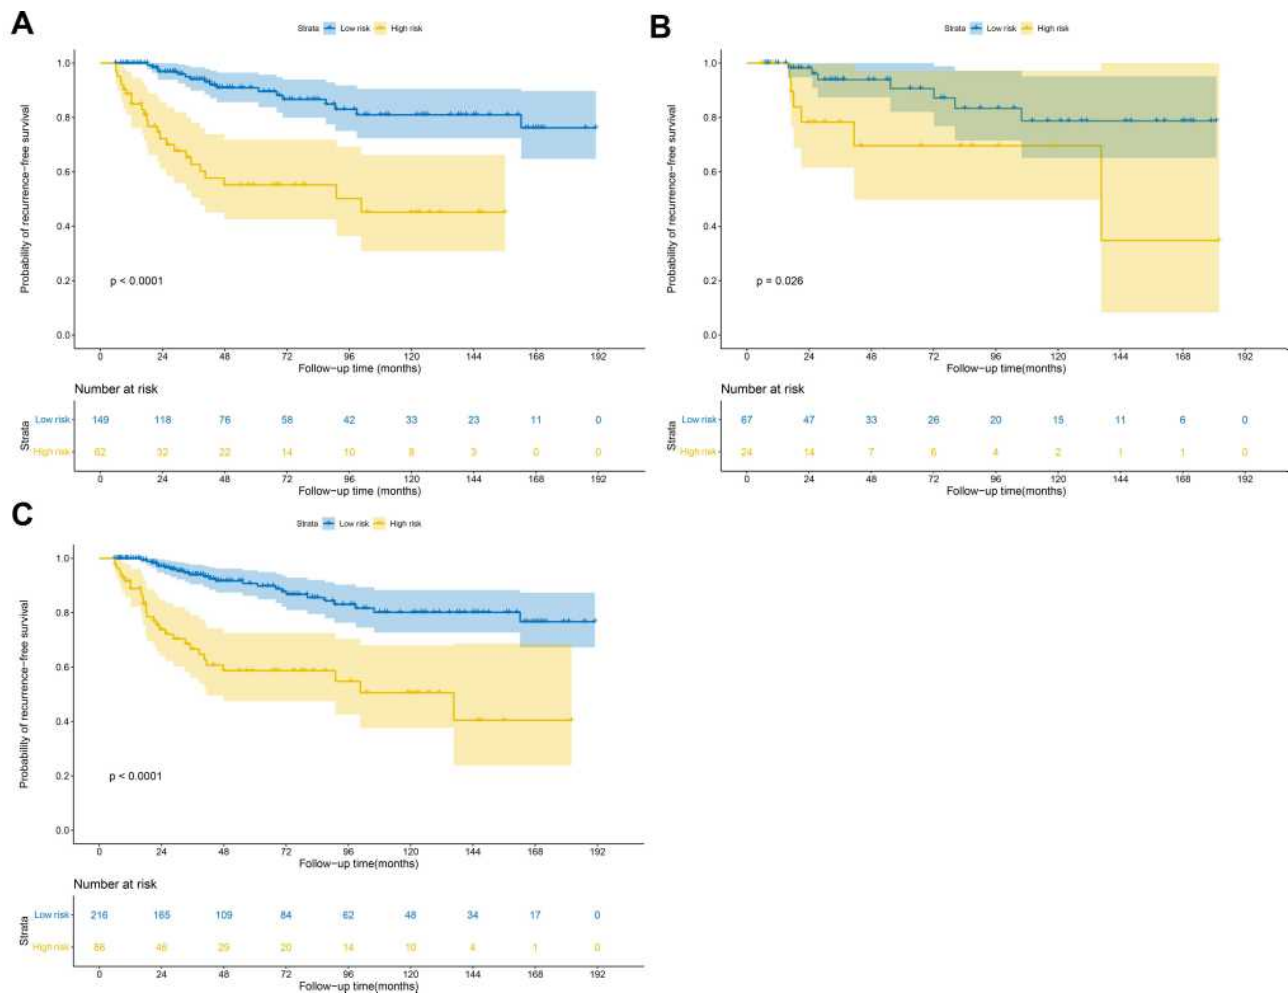 A
Strata Low risk High risk
Probability of recurrence-free survival
1.0
0.8
0.6
0.4
0.2
0.0
p < 0.0001
0 24 48 72 96 120 144 168 192
Follow-up time (months)
Number at risk
Strata
Low risk 149 118 76 58 42 33 23 11 0
High risk 62 32 22 14 10 8 3 0 0
0 24 48 72 96 120 144 168 192
Follow-up time (months)
B
Strata Low risk High risk
Probability of recurrence-free survival
1.0
0.8
0.6
0.4
0.2
0.0
p = 0.026
0 24 48 72 96 120 144 168 192
Follow-up time(months)
Number at risk
Strata
Low risk 67 47 33 26 20 15 11 6 0
High risk 24 14 7 6 4 2 1 1 0
0 24 48 72 96 120 144 168 192
Follow-up time(months)
C
Strata Low risk High risk
Probability of recurrence-free survival
1.0
0.8
0.6
0.4
0.2
0.0
p < 0.0001
0 24 48 72 96 120 144 168 192
Follow-up time(months)
Number at risk
Strata
Low risk 216 165 109 84 62 48 34 17 0
High risk 86 46 29 20 14 10 4 1 0
0 24 48 72 96 120 144 168 192
Follow-up time(months)